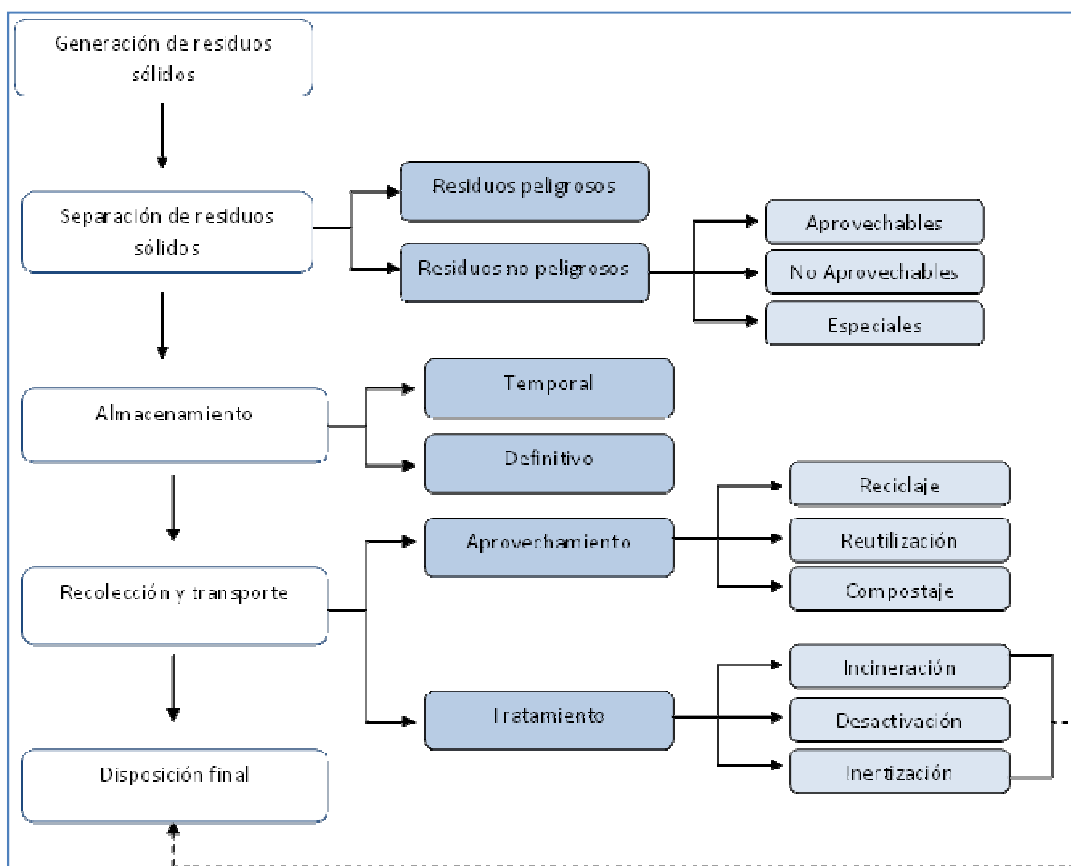 Generación de residuos
sólidos
Separación de residuos
sólidos
Residuos peligrosos
Residuos no peligrosos
Aprovechables
No Aprovechables
Especiales
Almacenamiento
Temporal
Definitivo
Recolección y transporte
Aprovechamiento
Reciclaje
Reutilización
Compostaje
Tratamiento
Incineración
Desactivación
Inertización
Disposición final